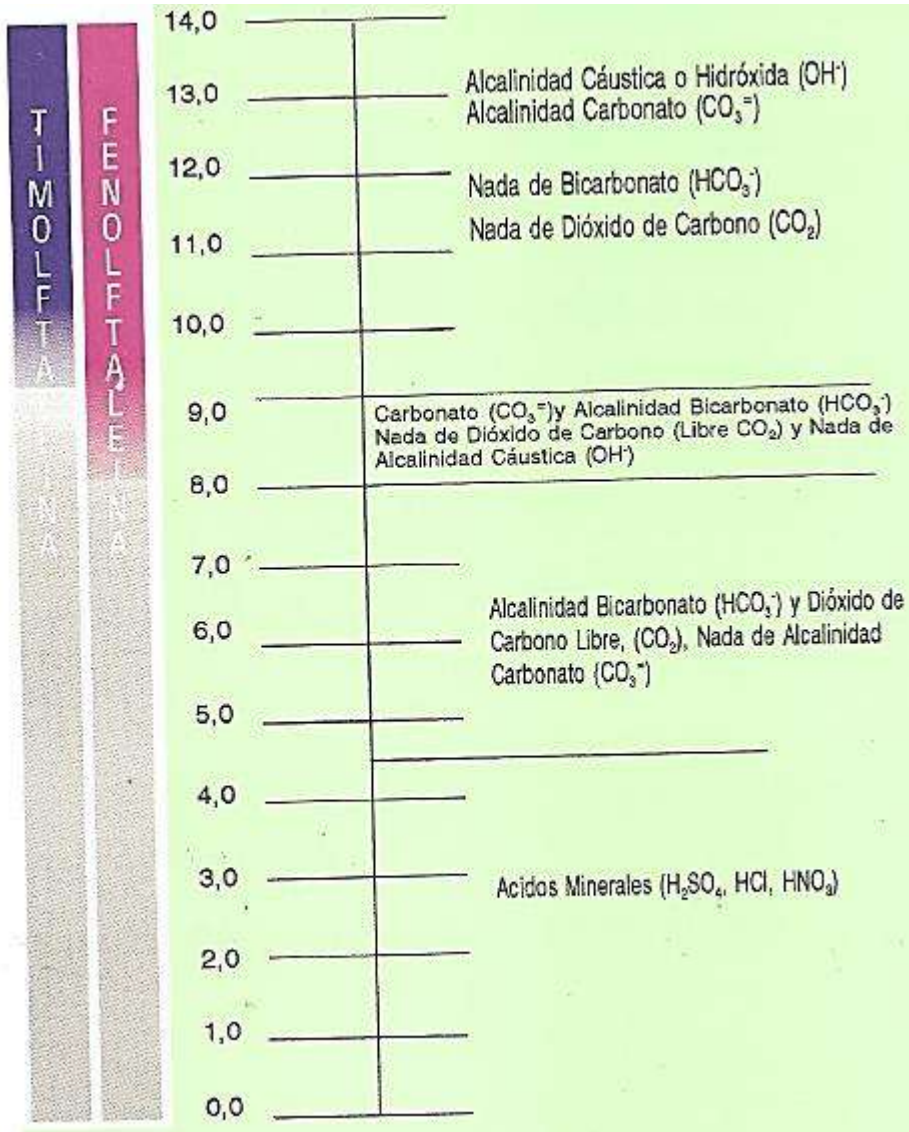 TIMOLFTALEINA
FENOLFTALEINA
14,0
13,0
12,0
11,0
10,0
9,0
8,0
7,0
6,0
5,0
4,0
3,0
2,0
1,0
0,0
Alcalinidad Cáustica o Hidróxida (OH⁻)
Alcalinidad Carbonato (CO₃⁼)
Nada de Bicarbonato (HCO₃⁻)
Nada de Dióxido de Carbono (CO₂)
Carbonato (CO₃⁼)y Alcalinidad Bicarbonato (HCO₃⁻)
Nada de Dióxido de Carbono (Libre CO₂) y Nada de
Alcalinidad Cáustica (OH⁻)
Alcalinidad Bicarbonato (HCO₃⁻) y Dióxido de
Carbono Libre, (CO₂), Nada de Alcalinidad
Carbonato (CO₃⁼)
Acidos Minerales (H₂SO₄, HCl, HNO₃)